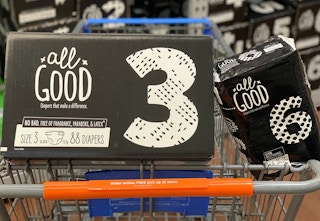 all
GOOD
Diapers that make a difference.
NO BAD. FREE OF FRAGRANCE, PARABENS, & LATEX
SIZE 3 88 DIAPERS
3
all
GOOD
6